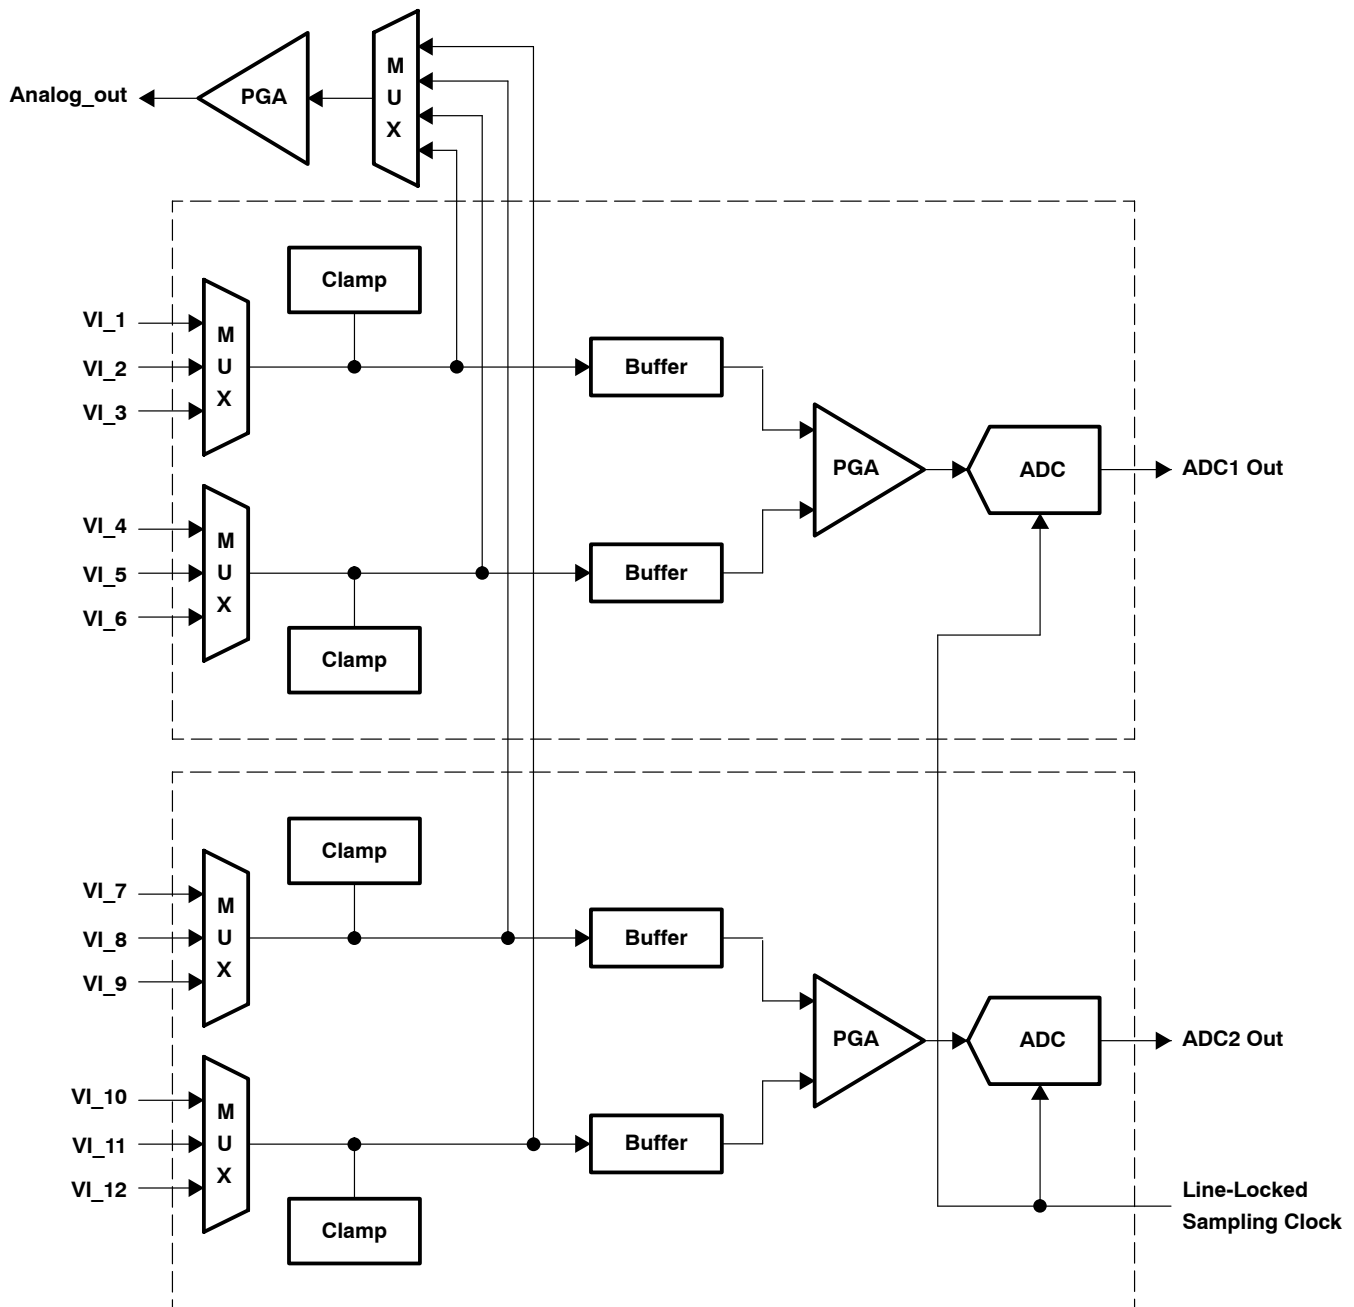 Analog_out
PGA
M
U
X
Clamp
VI_1
VI_2
VI_3
M
U
X
Buffer
PGA
ADC
ADC1 Out
VI_4
VI_5
VI_6
M
U
X
Buffer
Clamp
Clamp
VI_7
VI_8
VI_9
M
U
X
Buffer
PGA
ADC
ADC2 Out
VI_10
VI_11
VI_12
M
U
X
Buffer
Clamp
Line-Locked
Sampling Clock